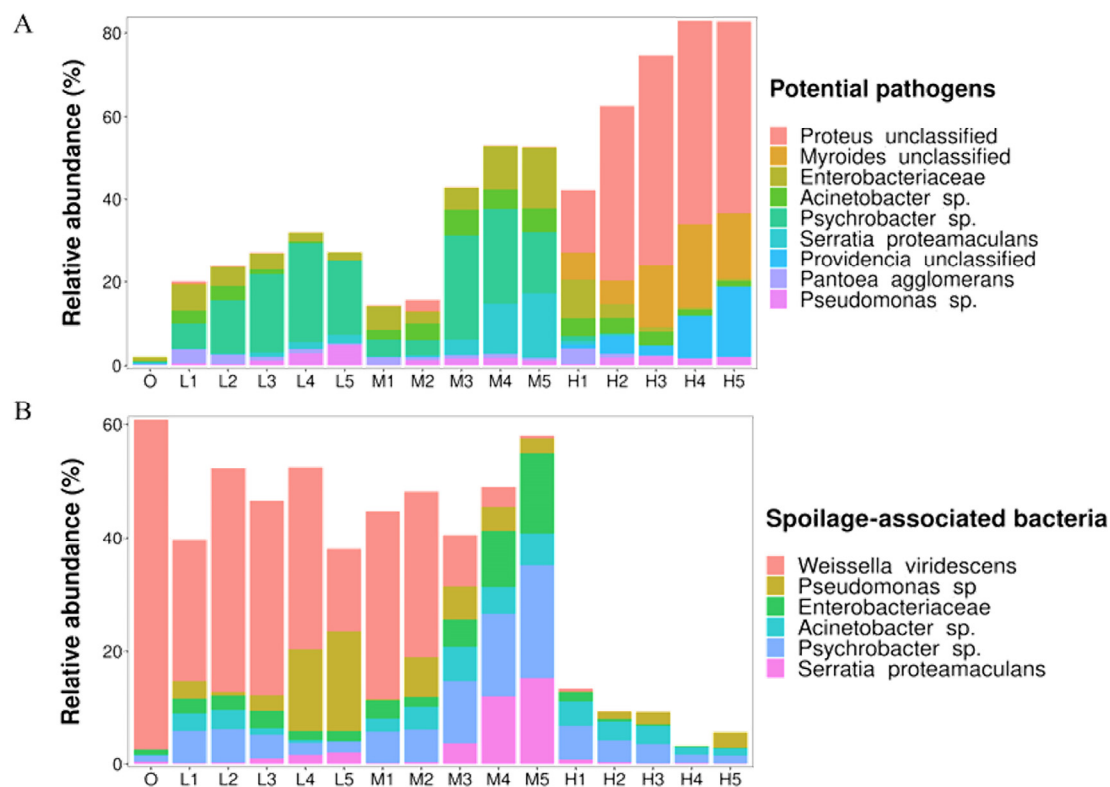 A
Relative abundance (%)
80
60
40
20
0
O L1 L2 L3 L4 L5 M1 M2 M3 M4 M5 H1 H2 H3 H4 H5
Potential pathogens
Proteus unclassified
Myroides unclassified
Enterobacteriaceae
Acinetobacter sp.
Psychrobacter sp.
Serratia proteamaculans
Providencia unclassified
Pantoea agglomerans
Pseudomonas sp.
B
Relative abundance (%)
60
40
20
0
O L1 L2 L3 L4 L5 M1 M2 M3 M4 M5 H1 H2 H3 H4 H5
Spoilage-associated bacteria
Weissella viridescens
Pseudomonas sp
Enterobacteriaceae
Acinetobacter sp.
Psychrobacter sp.
Serratia proteamaculans